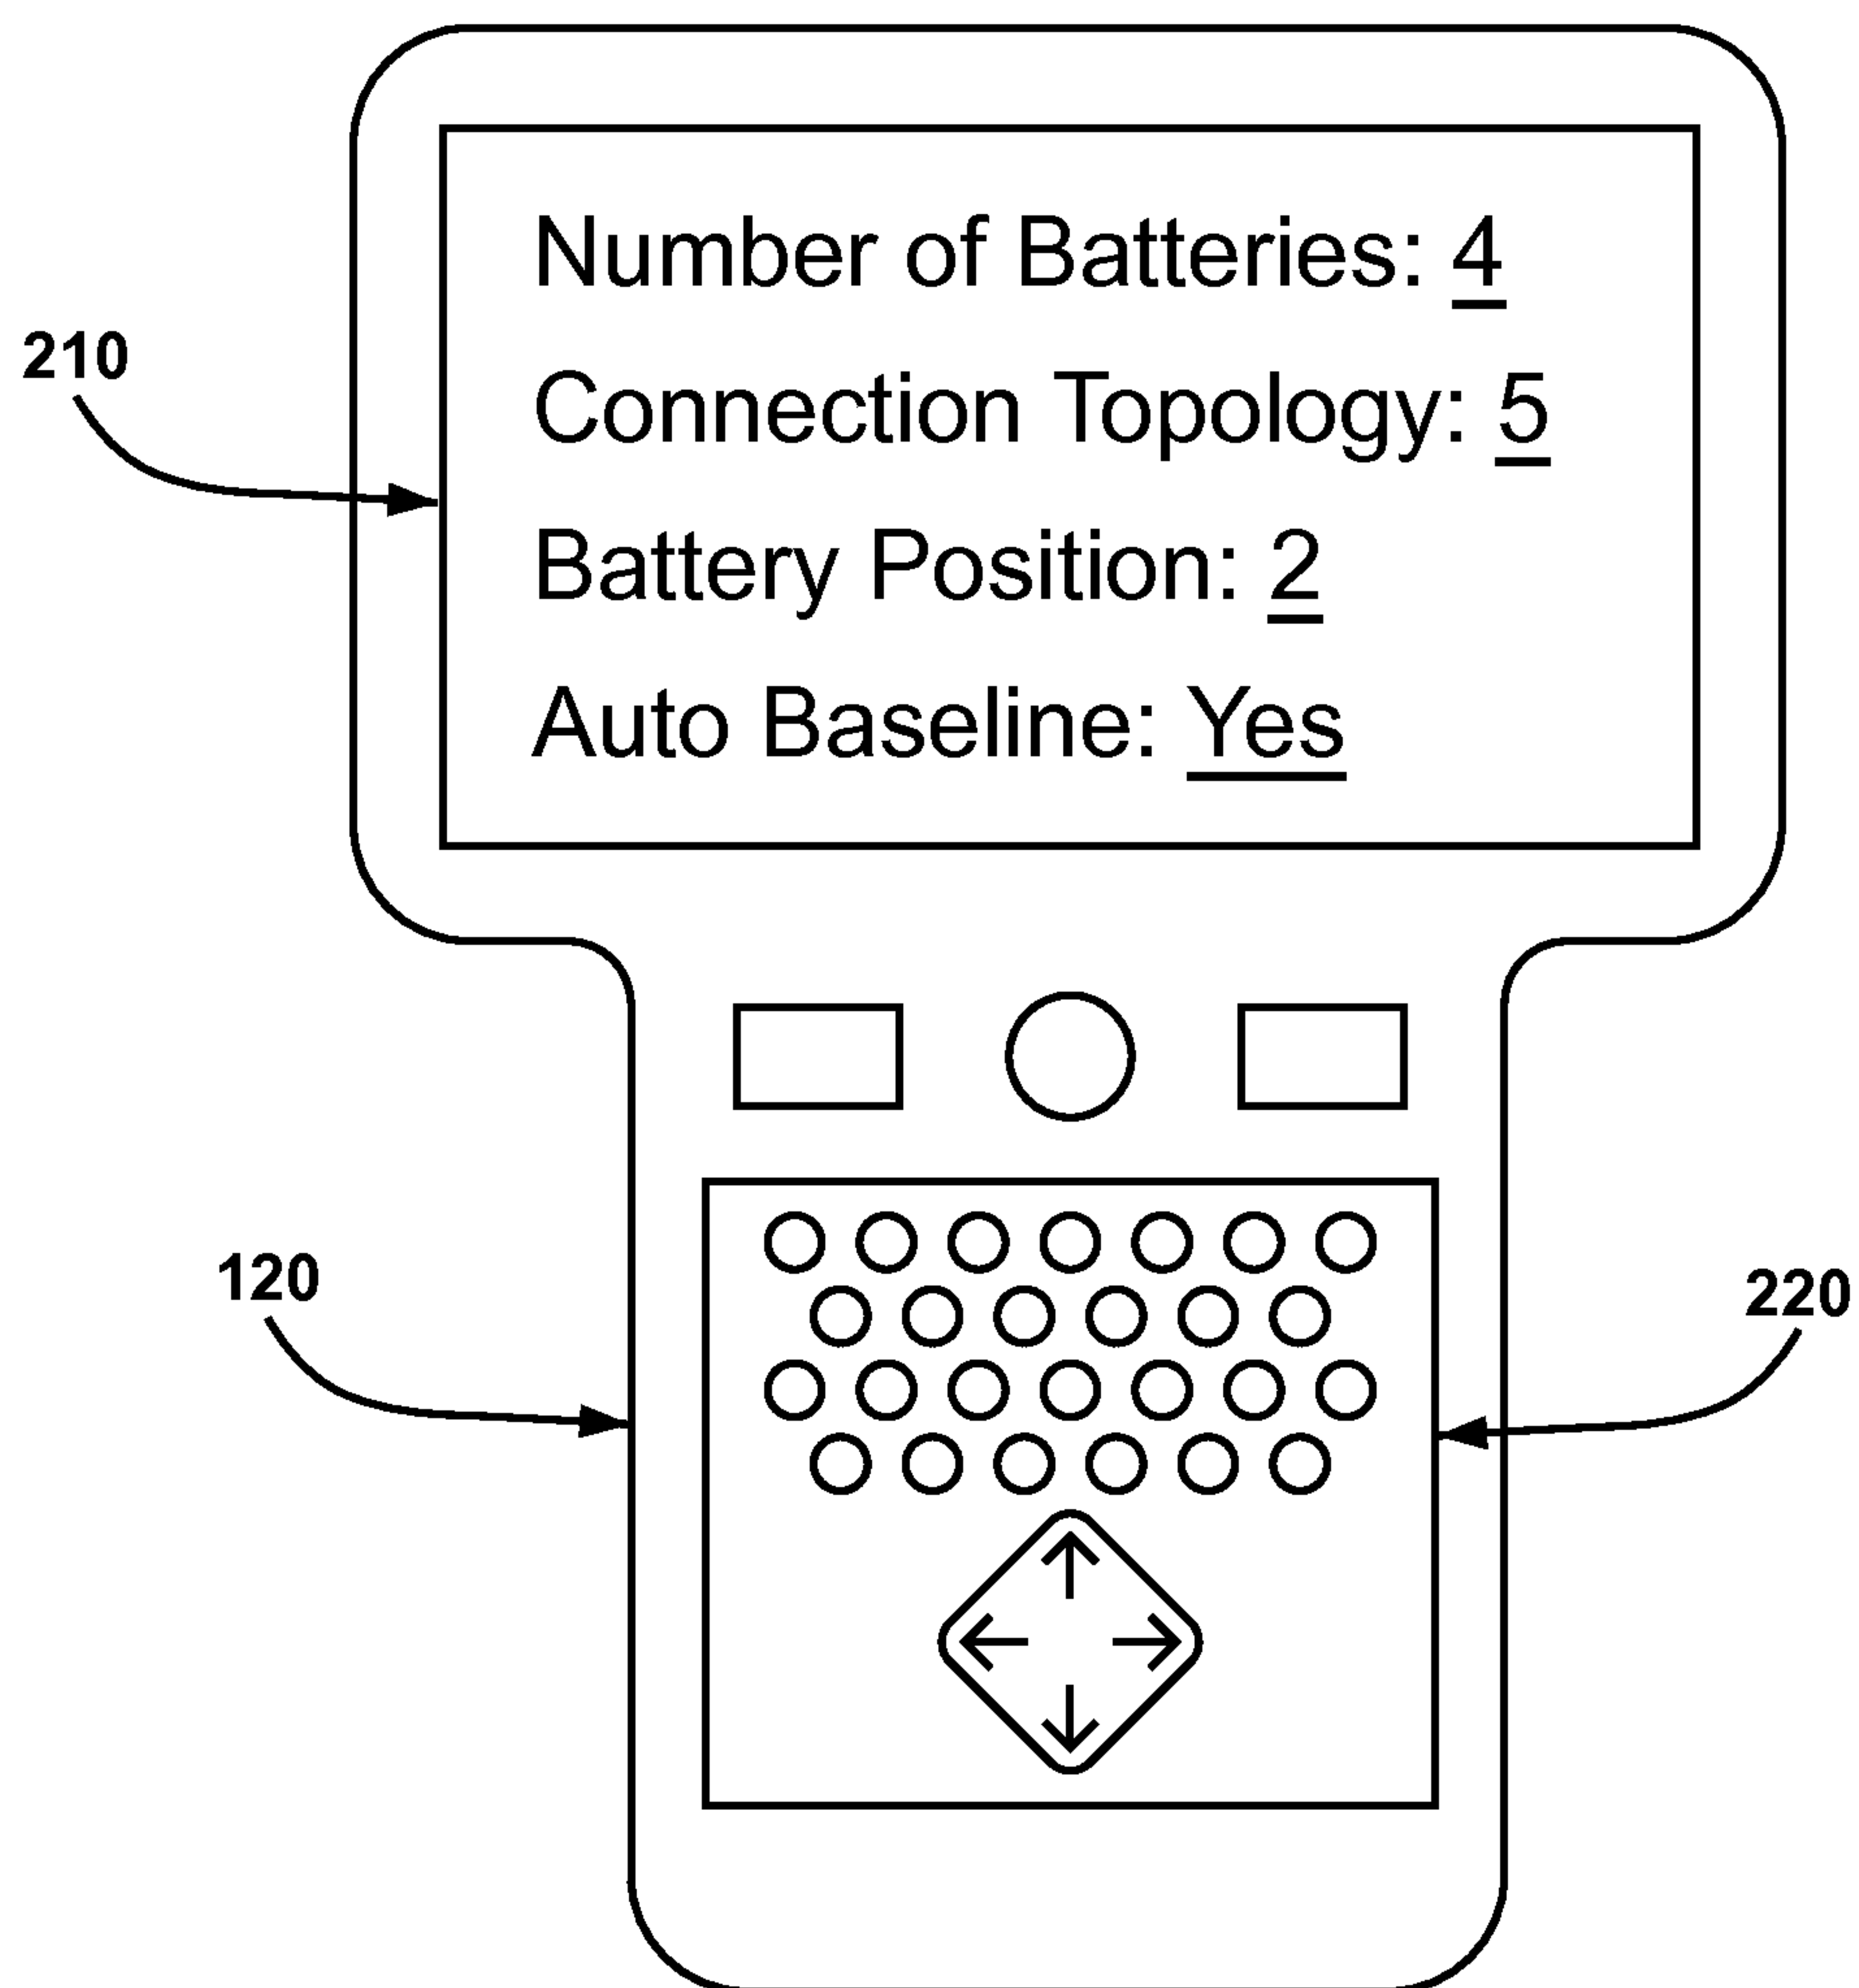 Number of Batteries: 4
210
Connection Topology: 5
Battery Position: 2
Auto Baseline: Yes
120
220